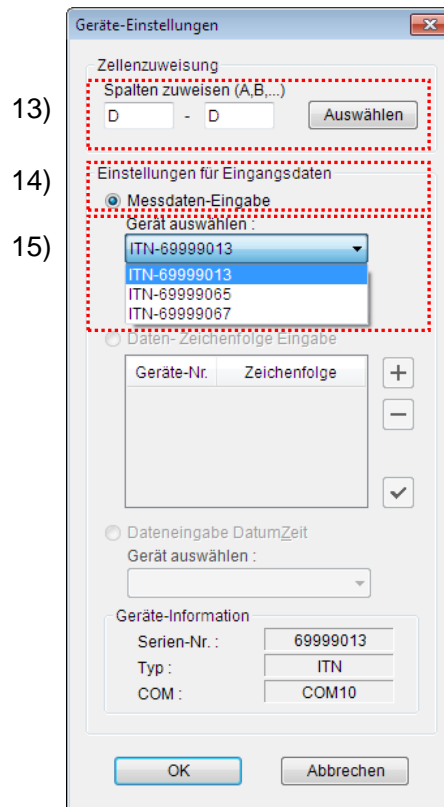 Geräte-Einstellungen
Zellenzuweisung
13)
Spalten zuweisen (A,B,...)
D - D Auswählen
14)
Einstellungen für Eingangsdaten
Messdaten-Eingabe
15)
Gerät auswählen :
ITN-69999013
ITN-69999013
ITN-69999065
ITN-69999067
Daten- Zeichenfolge Eingabe
Geräte-Nr. Zeichenfolge
Dateneingabe DatumZeit
Gerät auswählen :
Geräte-Information
Serien-Nr. : 69999013
Typ : ITN
COM : COM10
OK Abbrechen